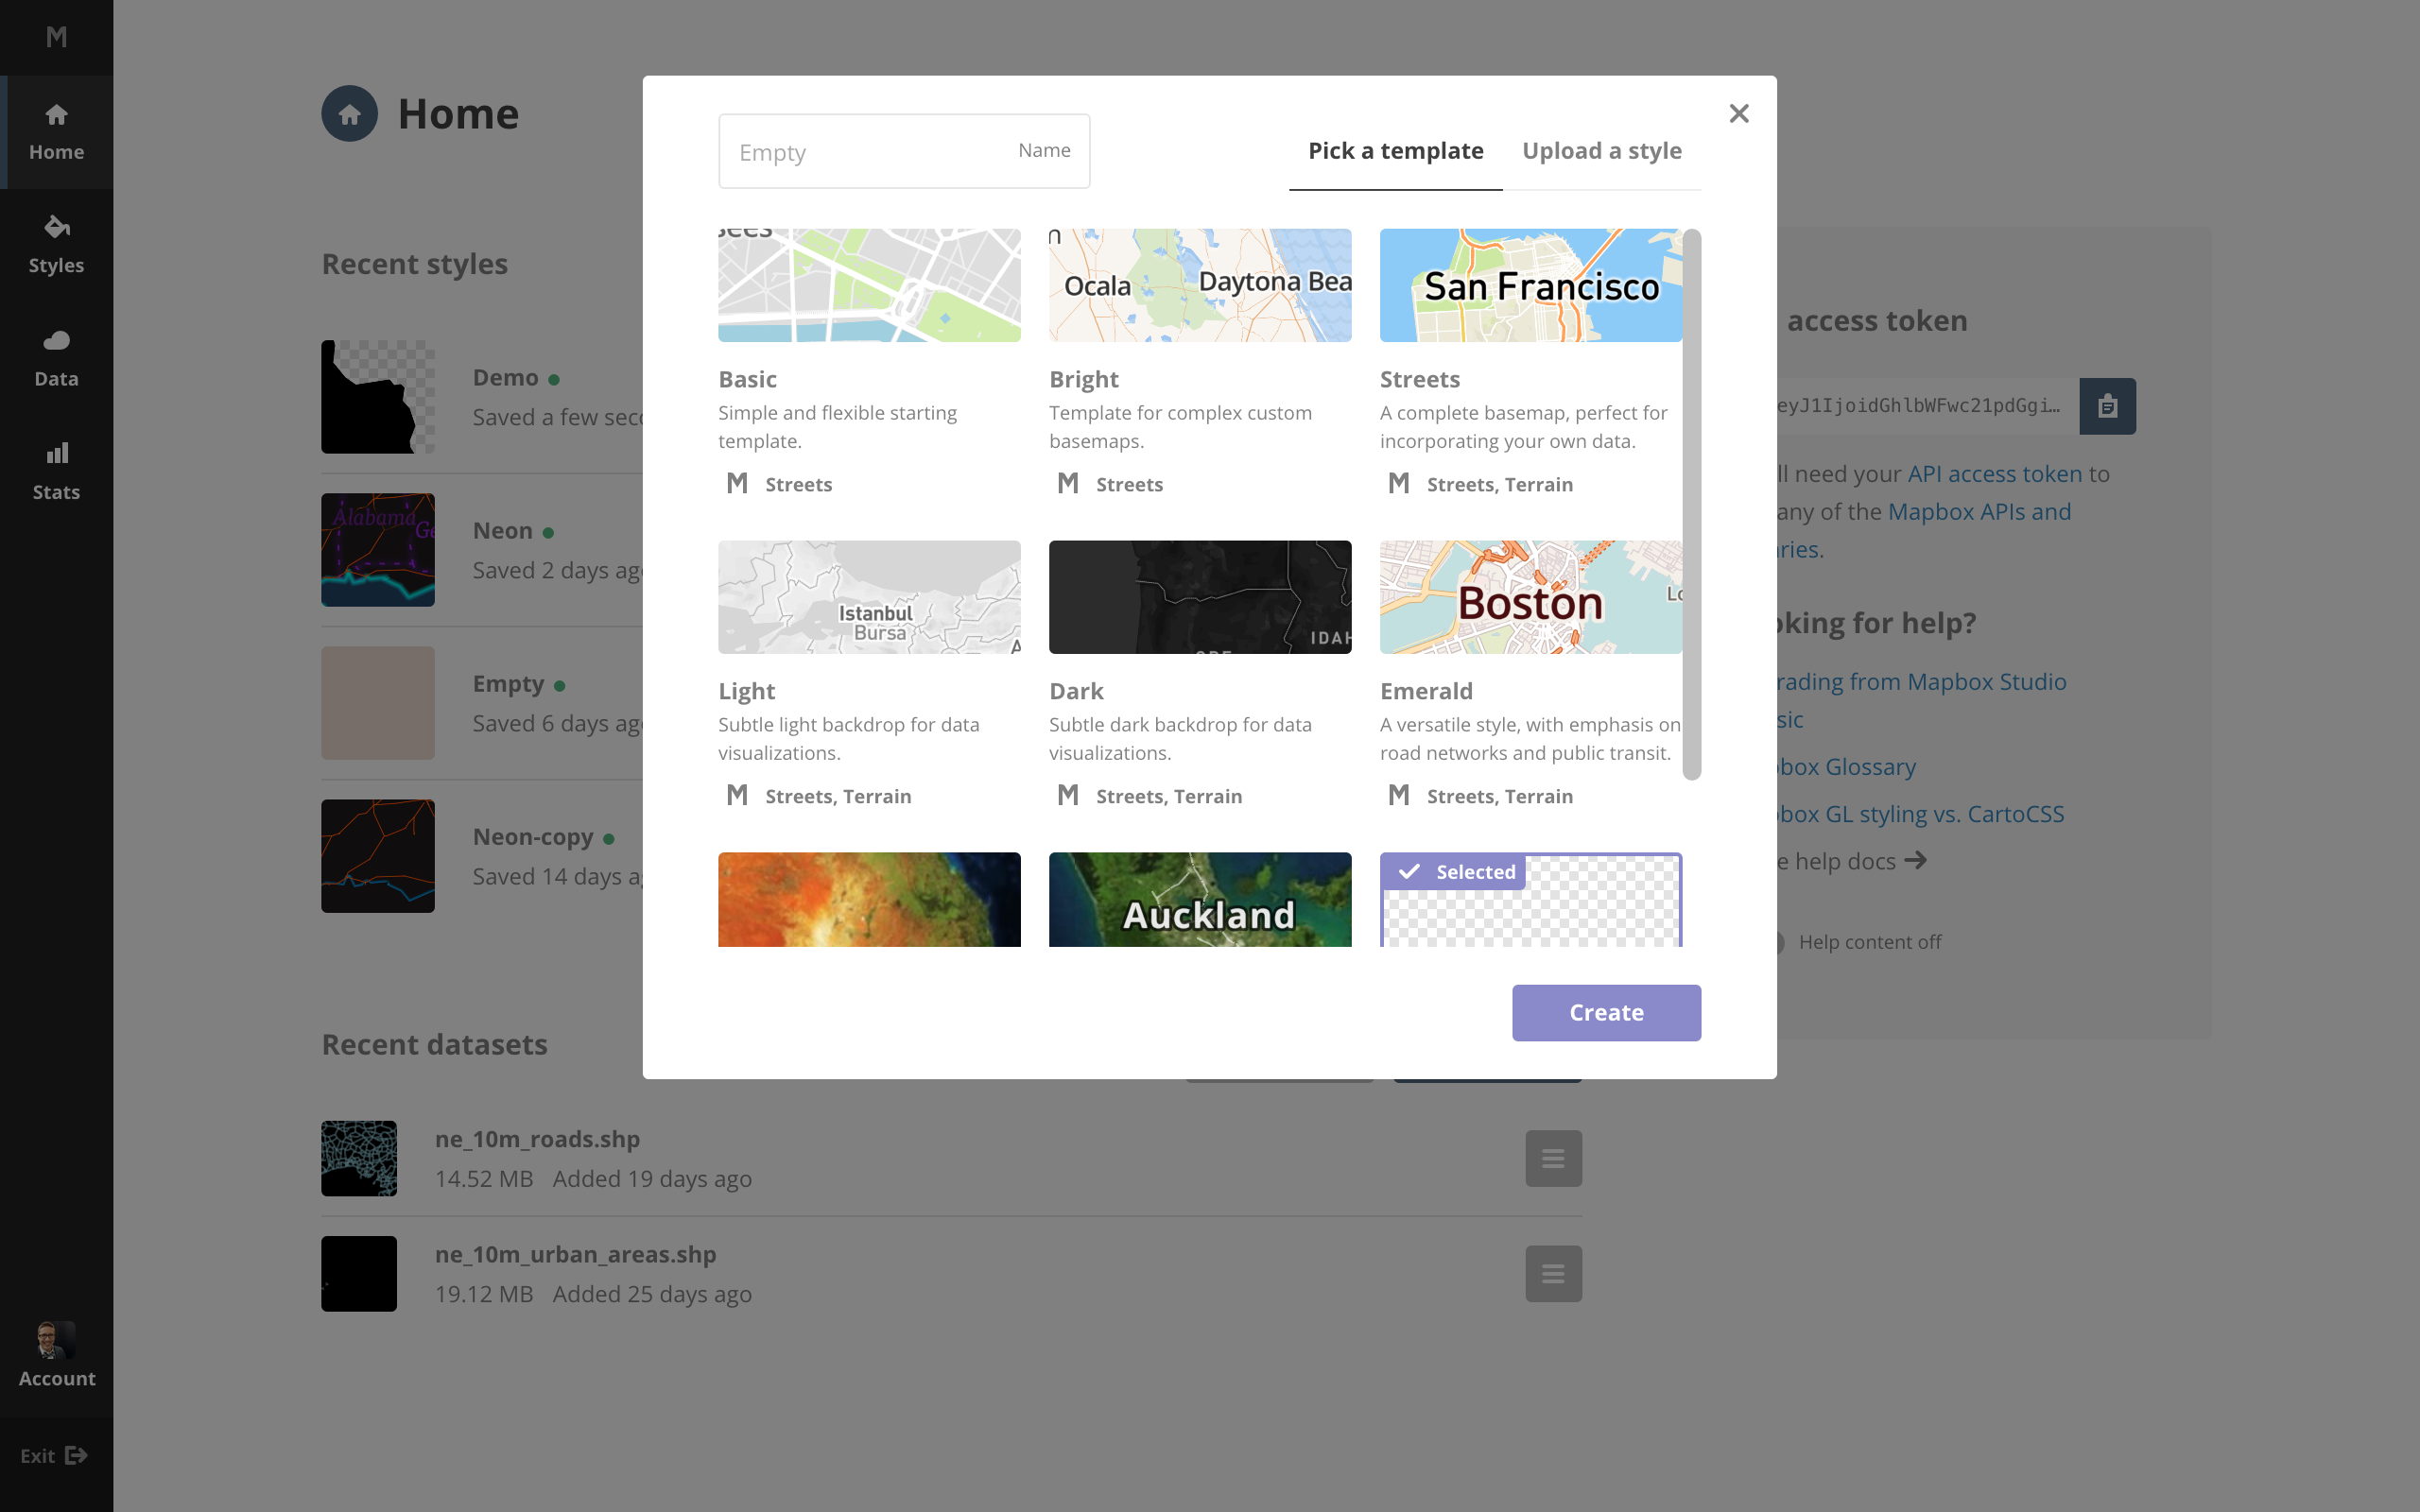 M
Home
Styles
Data
Stats
Account
Exit
Home
Recent styles
Demo
Saved a few
Neon
Saved 2 days
Empty
Saved 6 days
Neon-copy
Saved 14 days
Alabama
Recent datasets
ne_10m_roads.shp
14.52 MB Added 19 days ago
ne_10m_urban_areas.shp
19.12 MB Added 25 days ago
Empty Name
Pick a template Upload a style
Ocala Daytona Bea
San Francisco
Basic
Simple and flexible starting
template.
M Streets
Bright
Template for complex custom
basemaps.
M Streets
Streets
A complete basemap, perfect for
incorporating your own data.
M Streets, Terrain
Istanbul
Bursa
IDAH
Boston
Light
Subtle light backdrop for data
visualizations.
M Streets, Terrain
Dark
Subtle dark backdrop for data
visualizations.
M Streets, Terrain
Emerald
A versatile style, with emphasis on
road networks and public transit.
M Streets, Terrain
Auckland
Selected
Create
access token
eyJ1IjoidGhlbWFwc21pdGgi…
ll need your API access token to
any of the Mapbox APIs and
ries.
king for help?
rading from Mapbox Studio
sic
box Glossary
box GL styling vs. CartoCSS
e help docs
Help content off